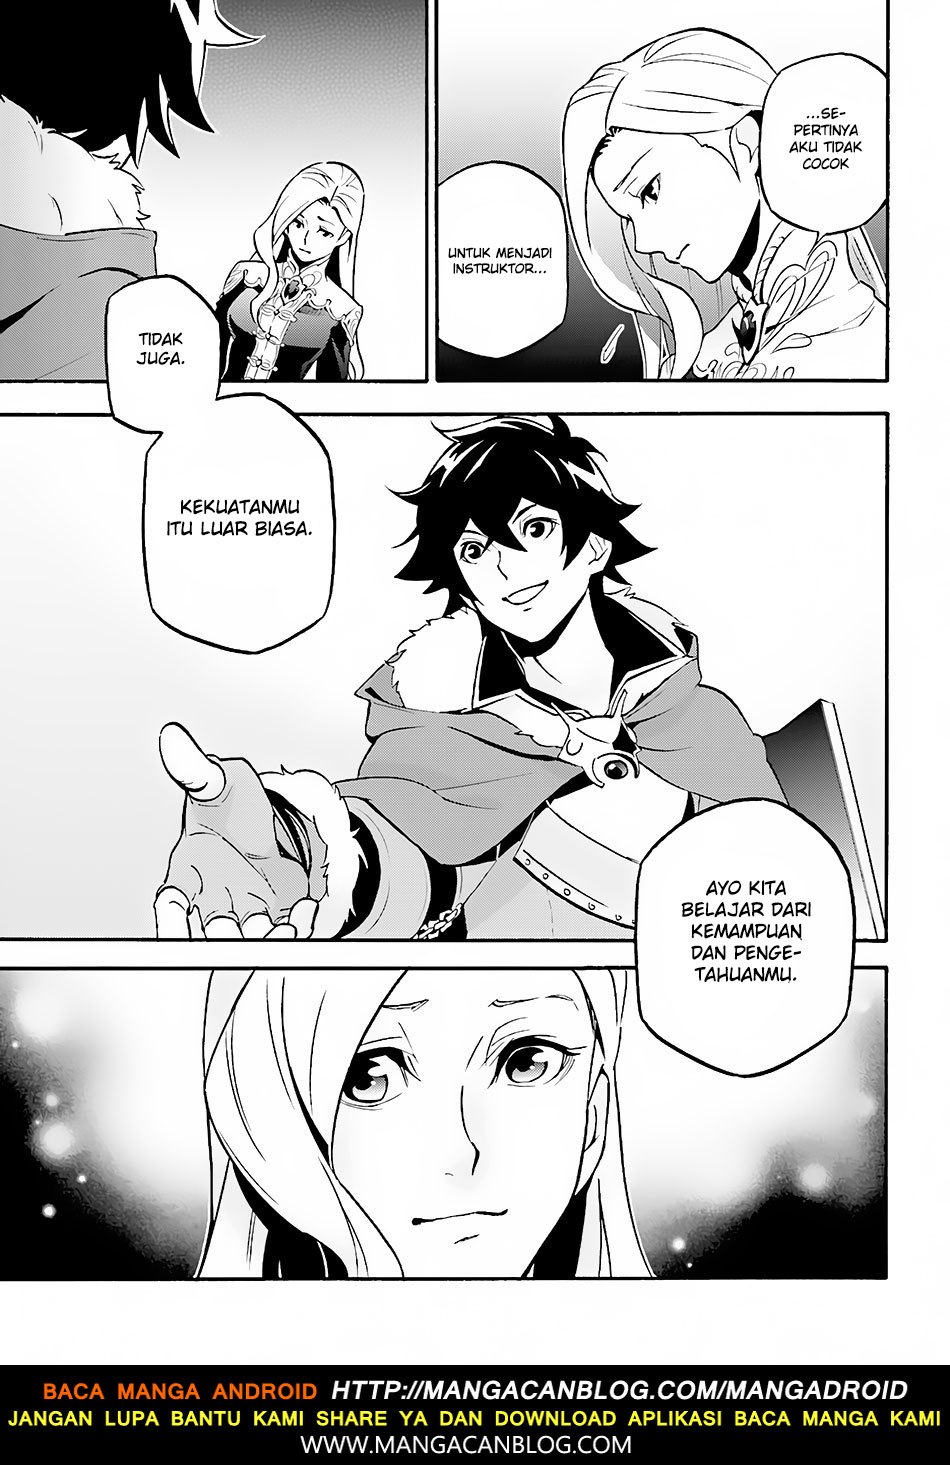 ...SE-
PERTINYA
AKU TIDAK
COCOK
UNTUK MENJADI
INSTRUKTOR...
TIDAK
JUGA.
KEKUATANMU
ITU LUAR BIASA.
AYO KITA
BELAJAR DARI
KEMAMPUAN
DAN PENGE-
TAHUANMU.
BACA MANGA ANDROID HTTP://MANGACANBLOG.COM/MANGADROID
JANGAN LUPA BANTU KAMI SHARE YA DAN DOWNLOAD APLIKASI BACA MANGA KAMI
WWW.MANGACANBLOG.COM